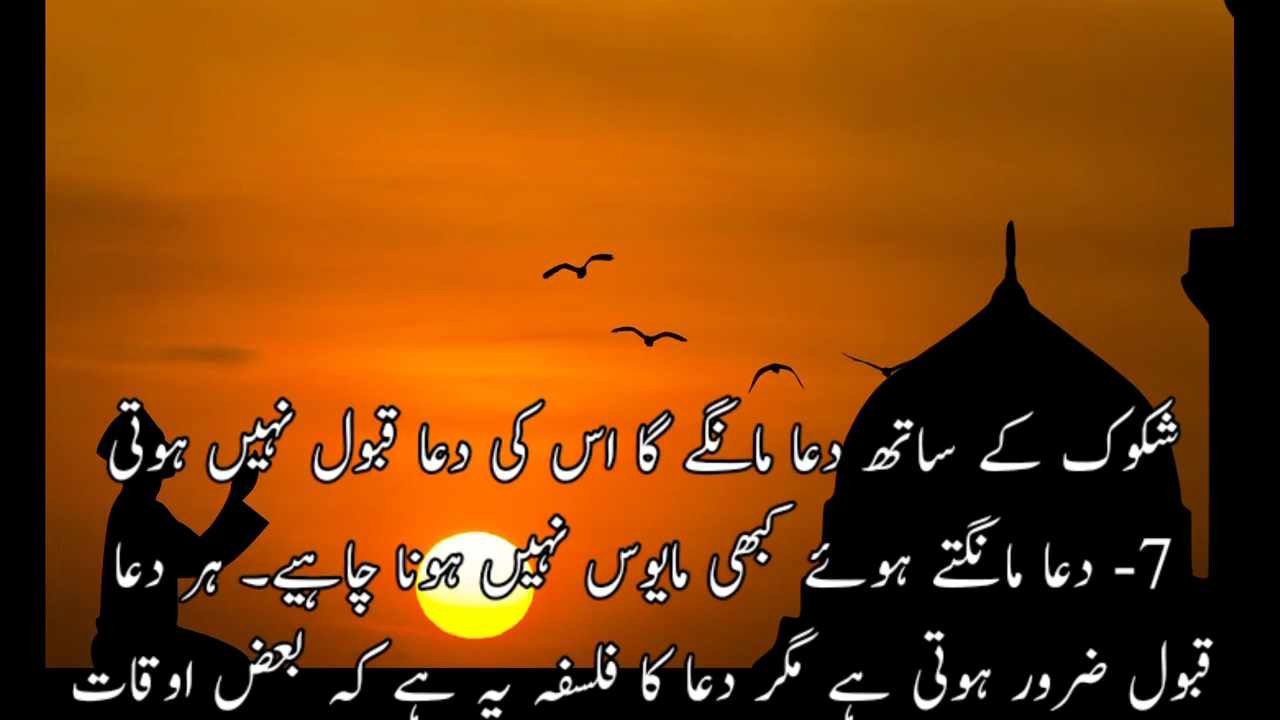 شکوک کے ساتھ دعا مانگے گا اس کی دعا قبول نہیں ہوتی
7- دعا مانگتے ہوئے کبھی مایوس نہیں ہونا چاہیے۔ ہر دعا
قبول ضرور ہوتی ہے مگر دعا کا فلسفہ یہ ہے کہ بعض اوقات